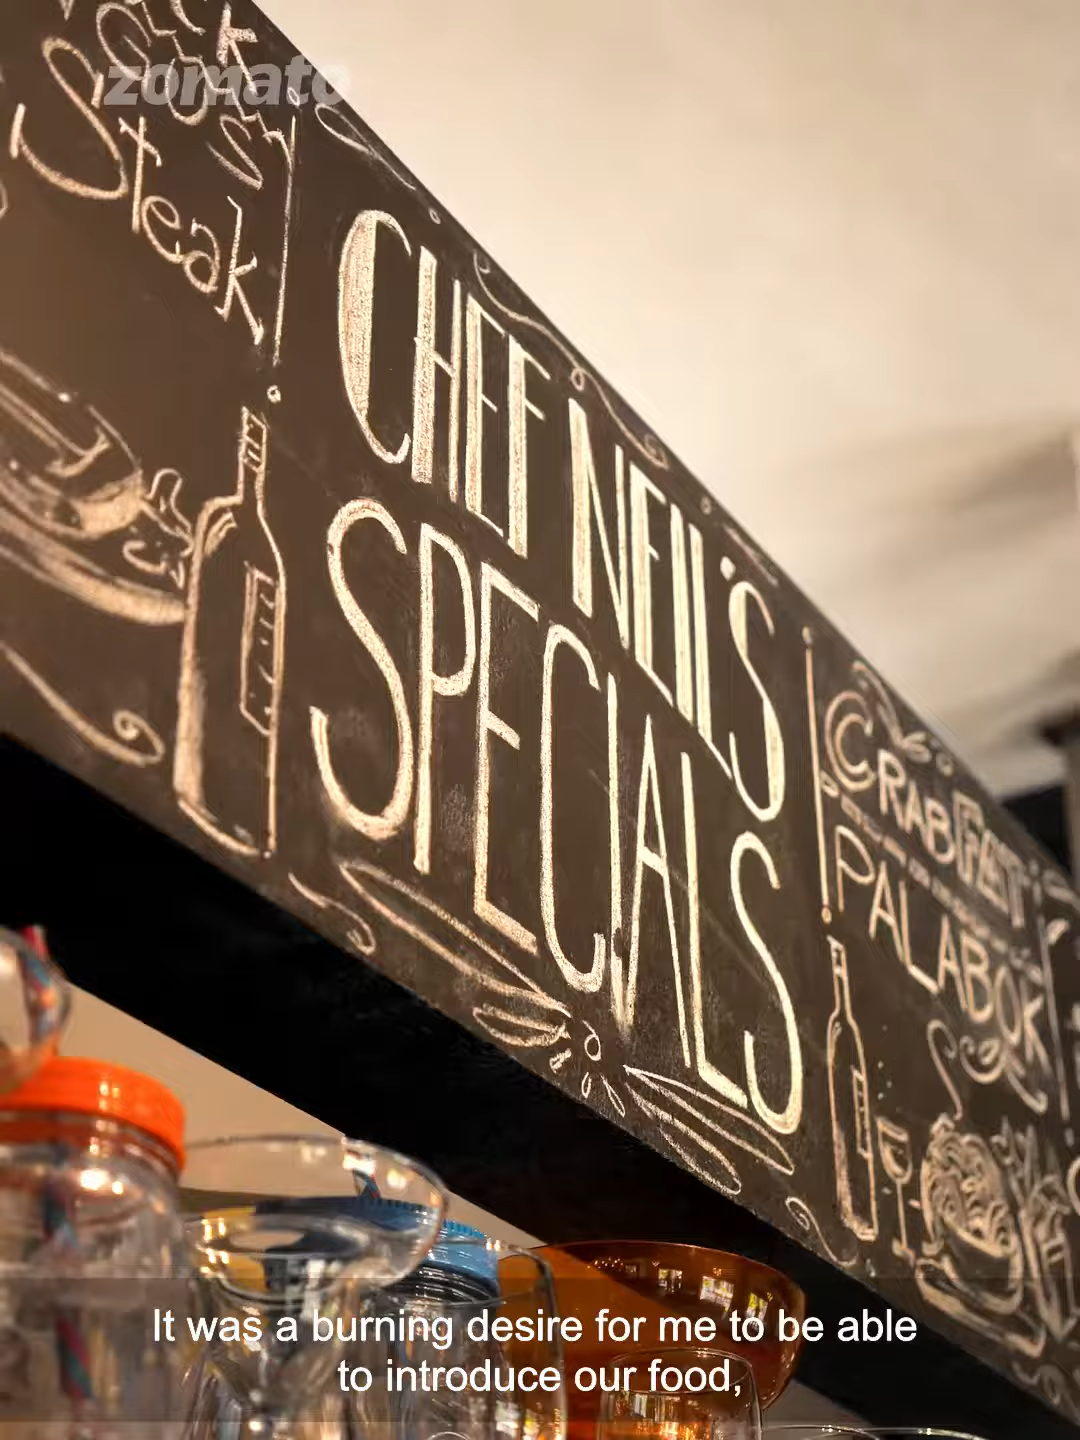 zomato
Steak
CHEF NEIL'S
SPECIALS
CRAB FAT
PALABOK
It was a burning desire for me to be able
to introduce our food,